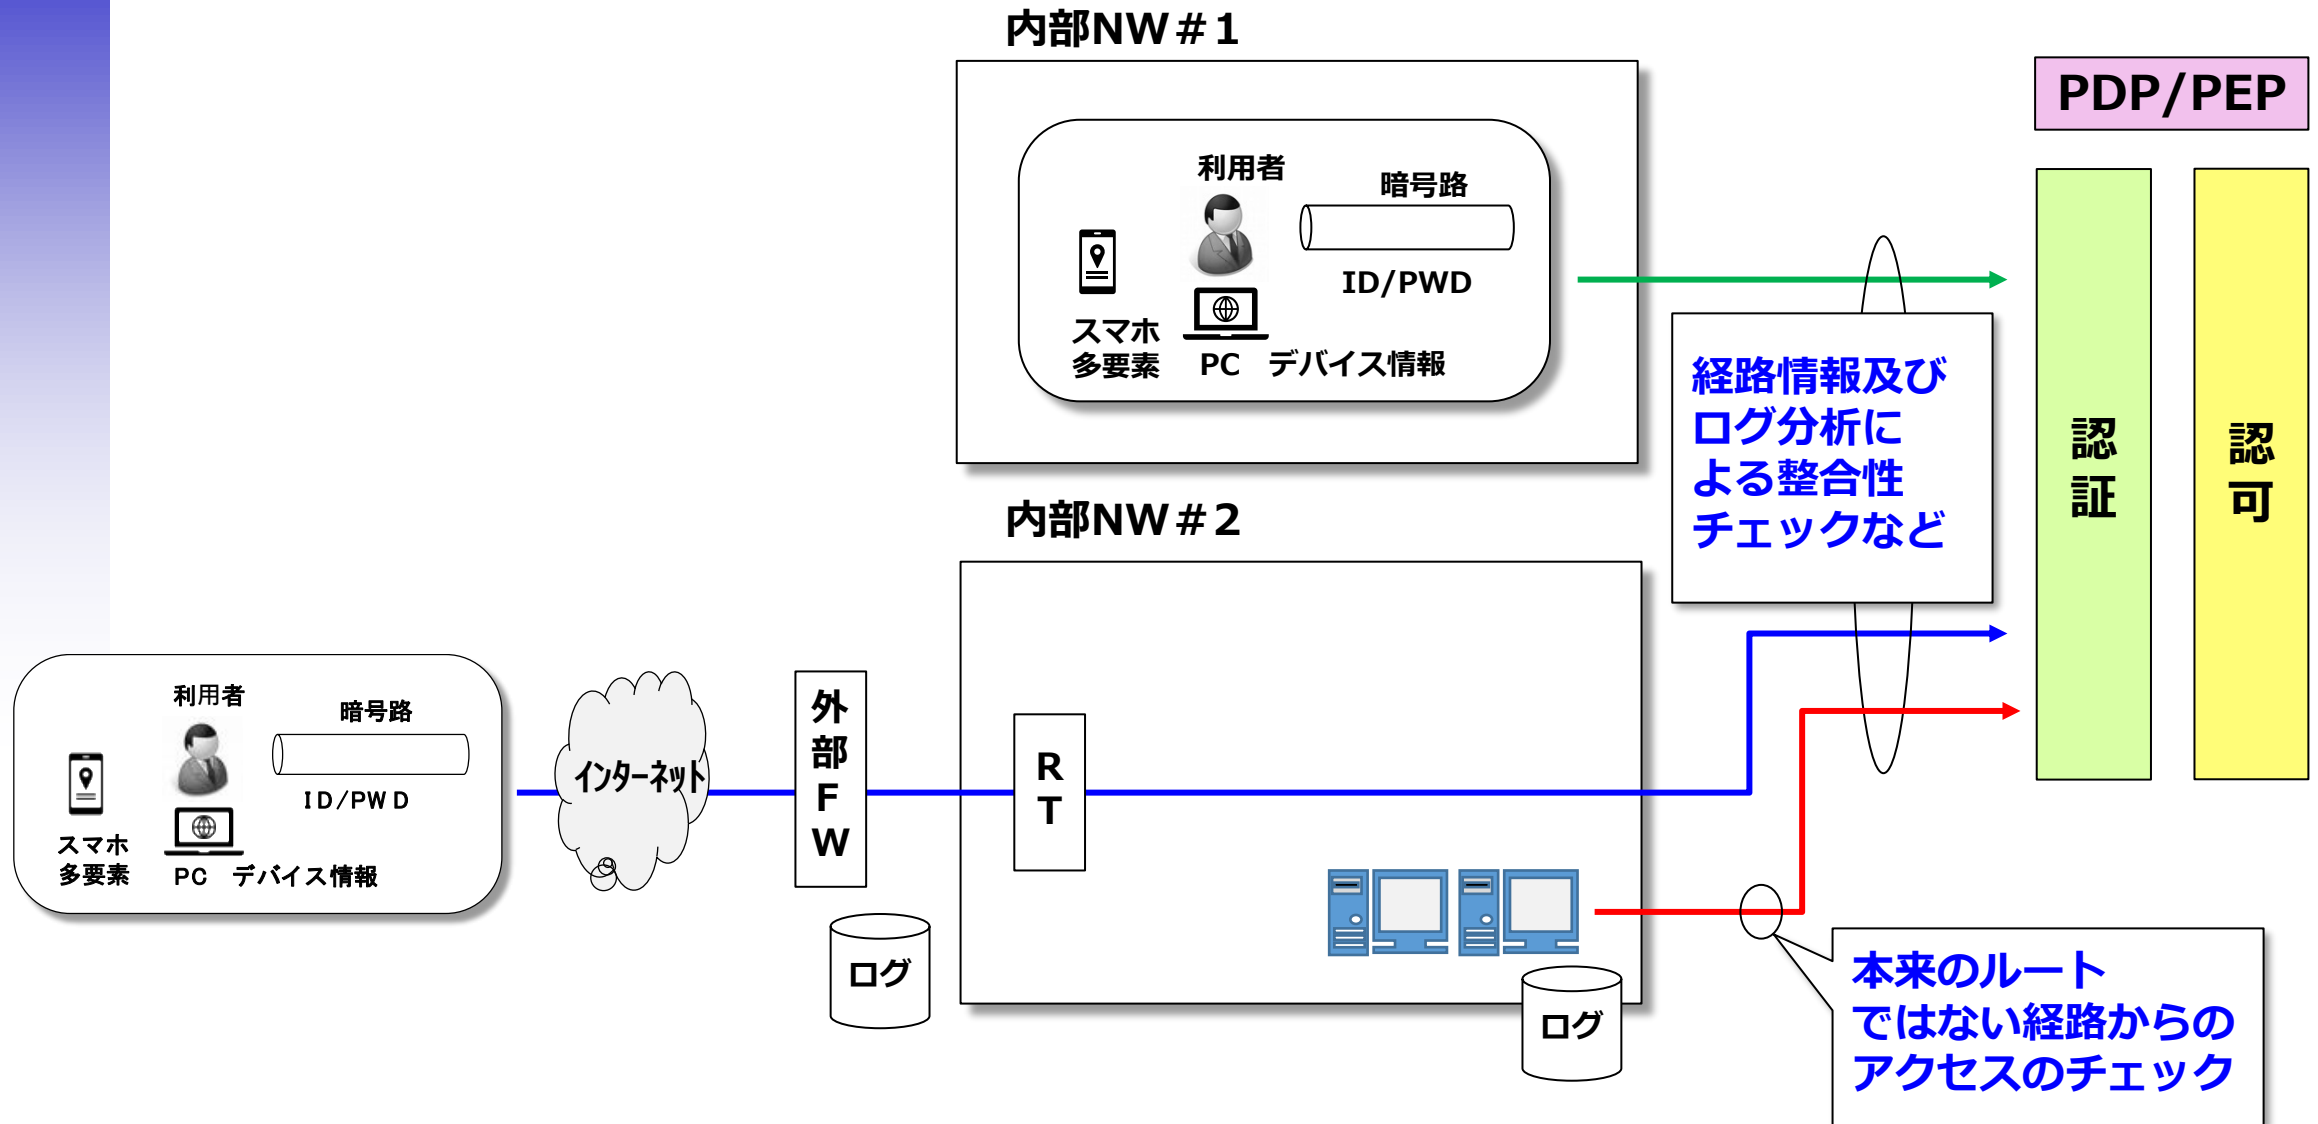 内部NW＃1
PDP/PEP
利用者
暗号路
ID/PWD
スマホ
多要素
PC
デバイス情報
経路情報及び
ログ分析に
よる整合性
チェックなど
認証
認可
内部NW＃2
利用者
暗号路
ID/PWD
スマホ
多要素
PC
デバイス情報
インターネット
外部FW
RT
ログ
ログ
本来のルート
ではない経路からの
アクセスのチェック